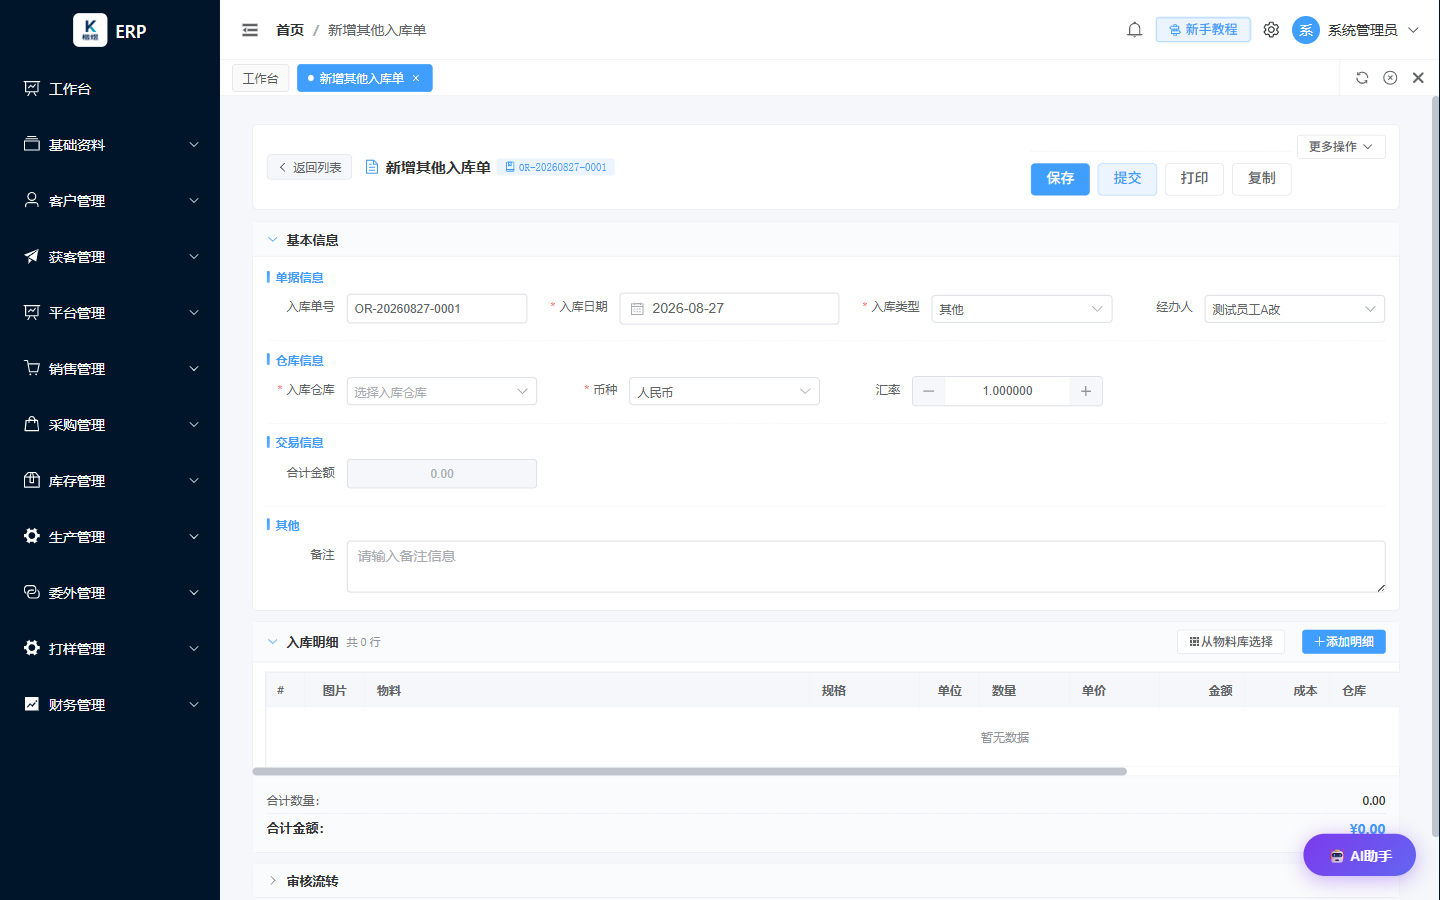 K
ERP
工作台
基础资料
客户管理
获客管理
平台管理
销售管理
采购管理
库存管理
生产管理
委外管理
打样管理
财务管理
首页 / 新增其他入库单
新手教程
系 系统管理员
工作台
新增其他入库单 ×
返回列表
新增其他入库单
OR-20260827-0001
更多操作
保存 提交 打印 复制
基本信息
单据信息
入库单号 OR-20260827-0001
* 入库日期 2026-08-27
* 入库类型 其他
经办人 测试员工A改
仓库信息
* 入库仓库 选择入库仓库
* 币种 人民币
汇率 — 1.000000 +
交易信息
合计金额 0.00
其他
备注 请输入备注信息
入库明细 共 0 行
从物料库选择
+添加明细
# 图片 物料 规格 单位 数量 单价 金额 成本 仓库
暂无数据
合计数量: 0.00
合计金额: ¥0.00
AI助手
审核流转